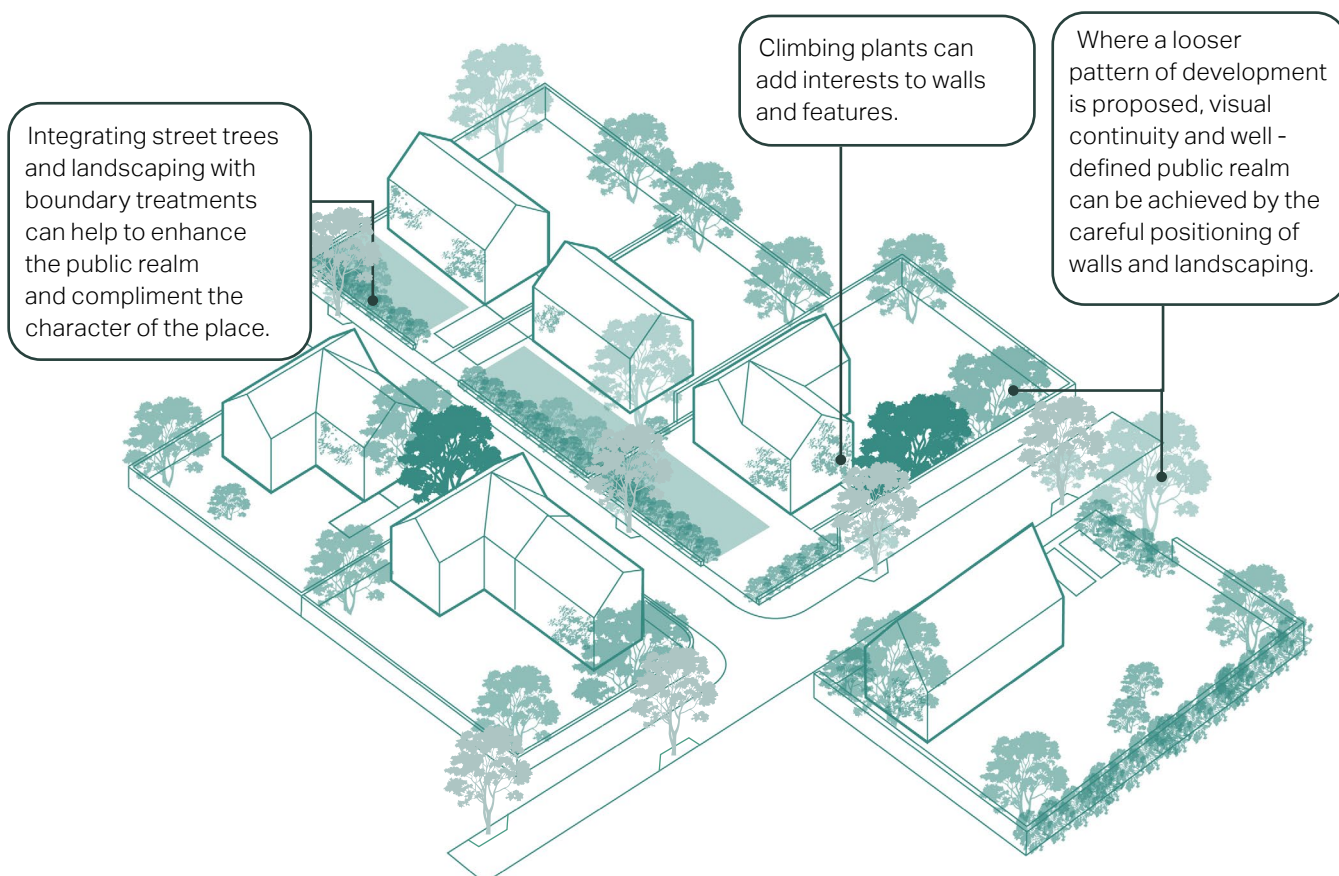 Integrating street trees
and landscaping with
boundary treatments
can help to enhance
the public realm
and compliment the
character of the place.
Climbing plants can
add interests to walls
and features.
Where a looser
pattern of development
is proposed, visual
continuity and well -
defined public realm
can be achieved by the
careful positioning of
walls and landscaping.